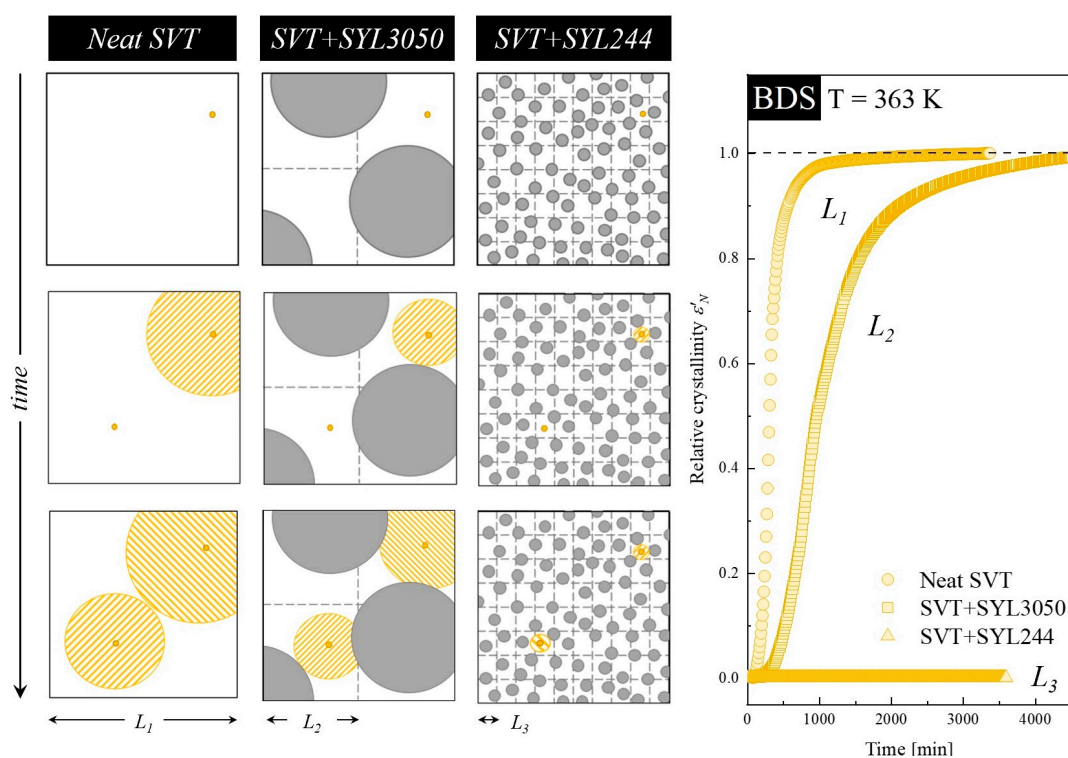 Neat SVT
SVT+SYL3050
SVT+SYL244
time
L1
L2
L3
BDS T = 363 K
Relative crystallinity ε'N
1.0
0.8
0.6
0.4
0.2
0.0
L1
L2
L3
Neat SVT
SVT+SYL3050
SVT+SYL244
0 1000 2000 3000 4000
Time [min]